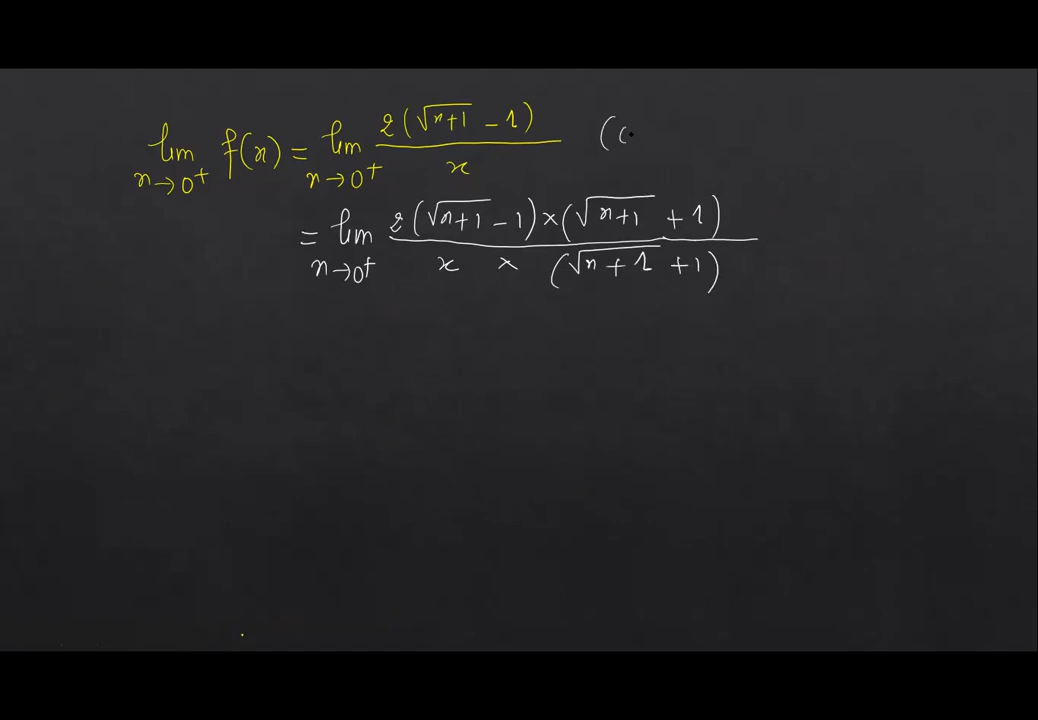 lim x→0⁺ f(x) = lim x→0⁺ 2(√x+1 - 1) / x (
= lim x→0⁺ 2(√x+1 - 1) × (√x+1 + 1) / x × (√x+1 + 1)